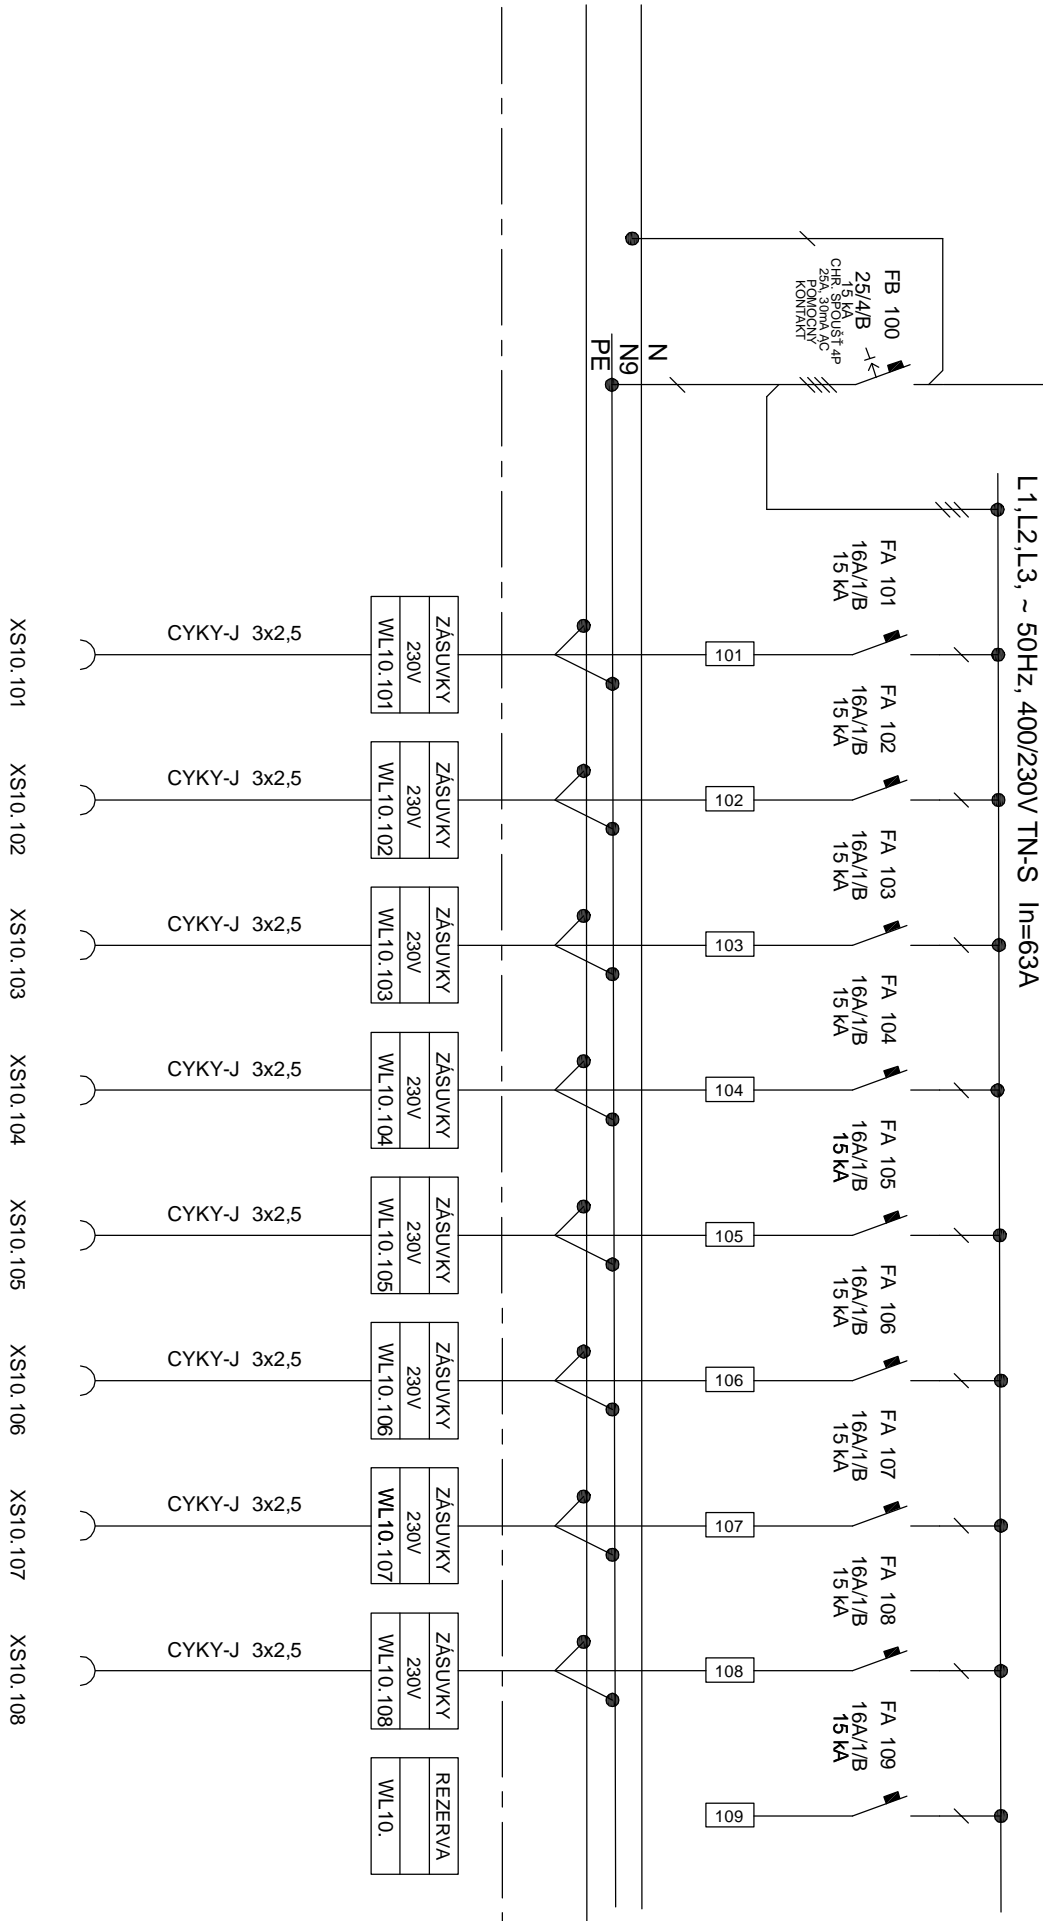 L1,L2,L3, ~ 50Hz, 400/230V TN-S In=63A
FB 100
25/4/B
15 kA
CHR. SPOUŠŤ 4P
25A, 30mA AC
POMOCNÝ
KONTAKT
N
N9
PE
FA 101
16A/1/B
15 kA
FA 102
16A/1/B
15 kA
FA 103
16A/1/B
15 kA
FA 104
16A/1/B
15 kA
FA 105
16A/1/B
15 kA
FA 106
16A/1/B
15 kA
FA 107
16A/1/B
15 kA
FA 108
16A/1/B
15 kA
FA 109
16A/1/B
15 kA
101
102
103
104
105
106
107
108
109
ZÁSUVKY
230V
WL10.101
ZÁSUVKY
230V
WL10.102
ZÁSUVKY
230V
WL10.103
ZÁSUVKY
230V
WL10.104
ZÁSUVKY
230V
WL10.105
ZÁSUVKY
230V
WL10.106
ZÁSUVKY
230V
WL10.107
ZÁSUVKY
230V
WL10.108
REZERVA
WL10.
CYKY-J 3x2,5
CYKY-J 3x2,5
CYKY-J 3x2,5
CYKY-J 3x2,5
CYKY-J 3x2,5
CYKY-J 3x2,5
CYKY-J 3x2,5
CYKY-J 3x2,5
XS10.101
XS10.102
XS10.103
XS10.104
XS10.105
XS10.106
XS10.107
XS10.108